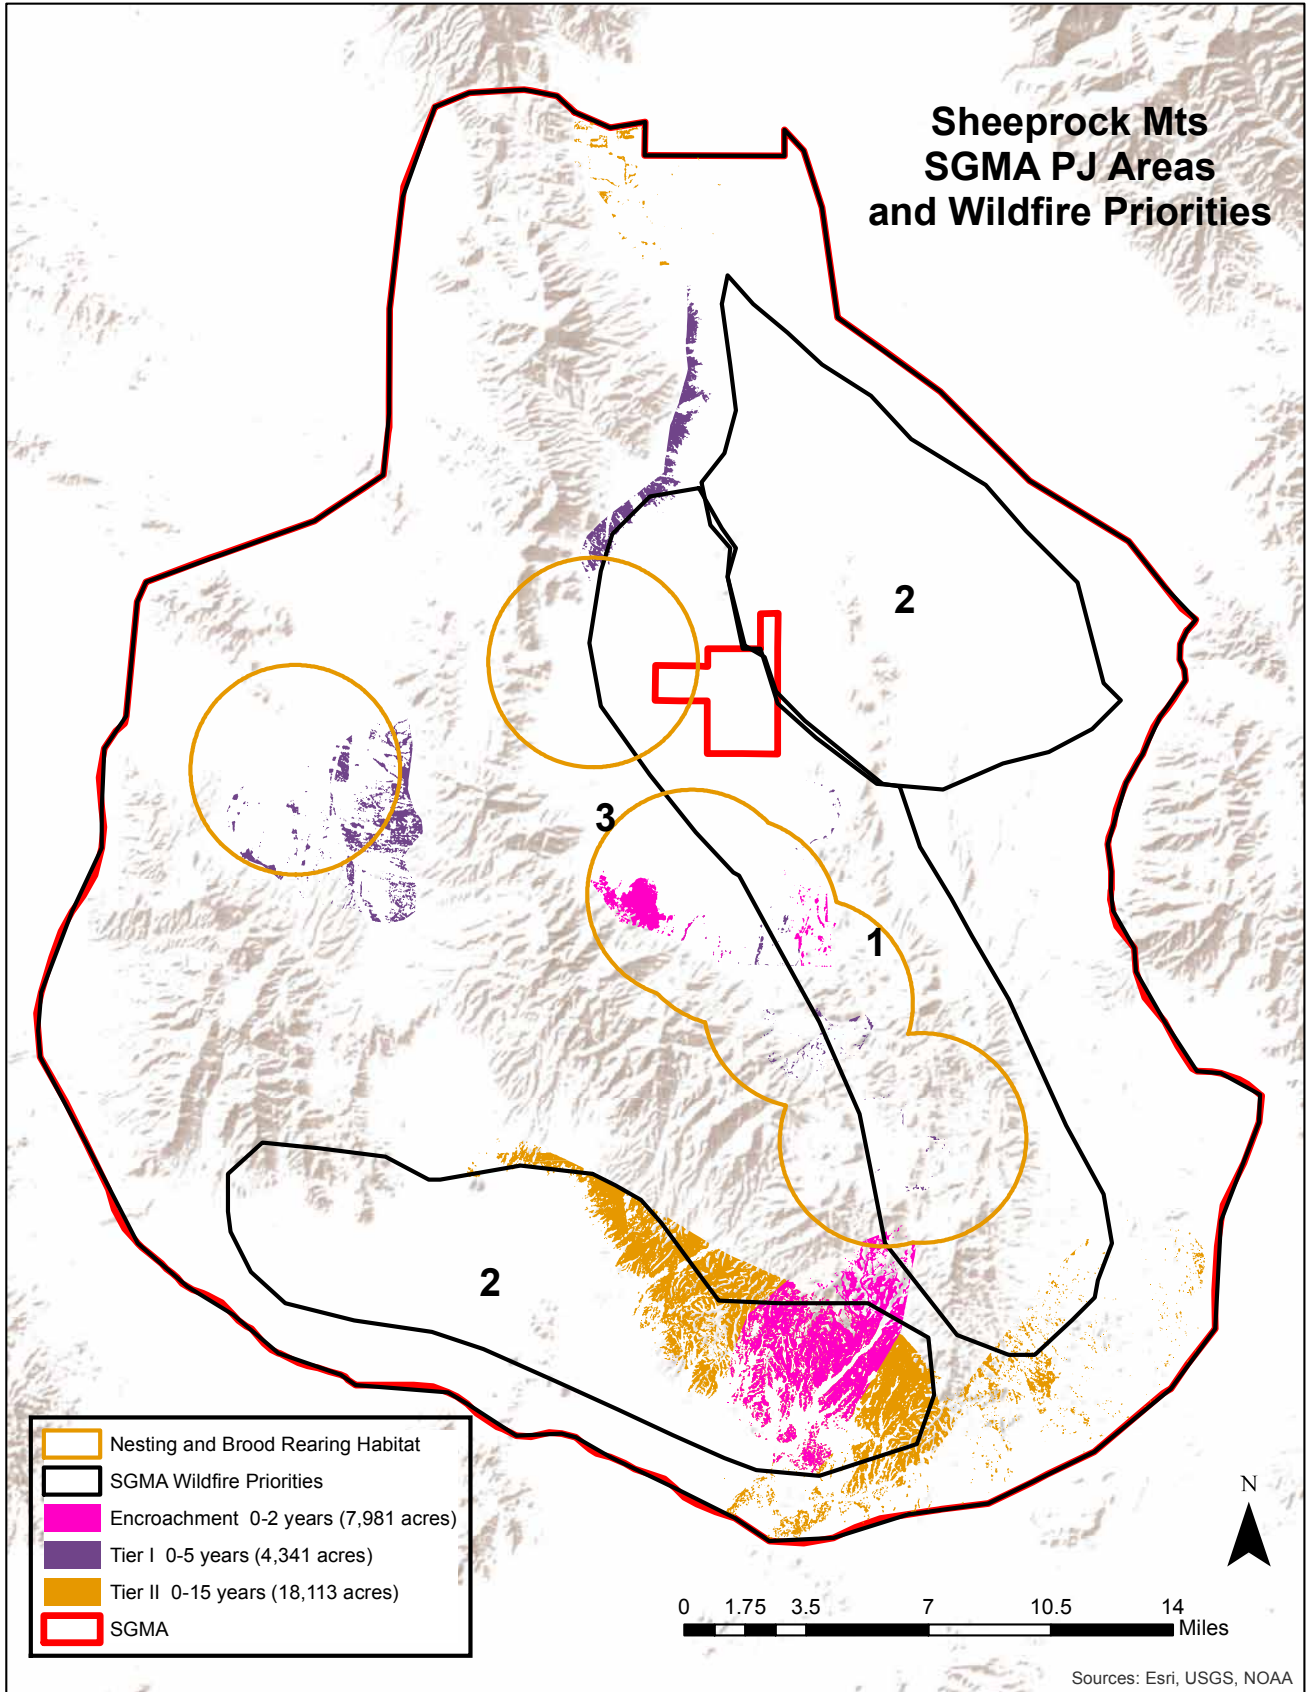 Sheeprock Mts
SGMA PJ Areas
and Wildfire Priorities
2
3
1
2
Nesting and Brood Rearing Habitat
SGMA Wildfire Priorities
Encroachment 0-2 years (7,981 acres)
Tier I 0-5 years (4,341 acres)
Tier II 0-15 years (18,113 acres)
SGMA
N
0 1.75 3.5 7 10.5 14
Miles
Sources: Esri, USGS, NOAA